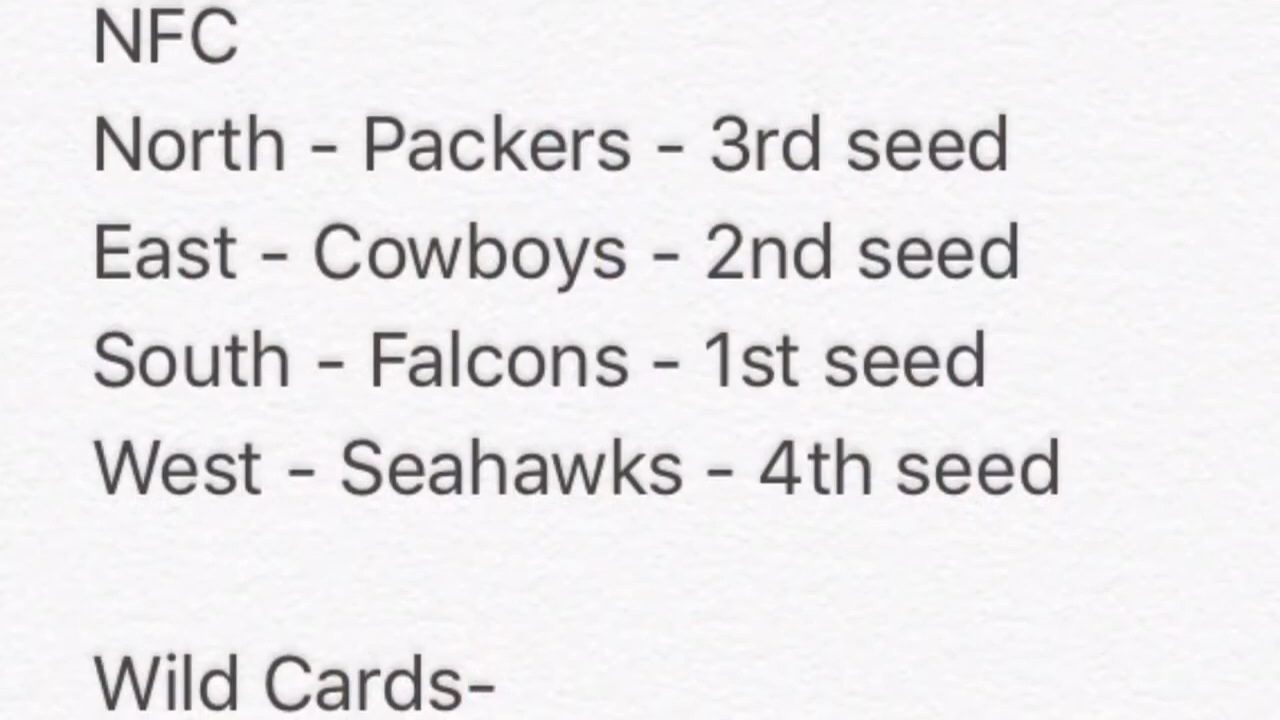 NFC
North - Packers - 3rd seed
East - Cowboys - 2nd seed
South - Falcons - 1st seed
West - Seahawks - 4th seed
Wild Cards-